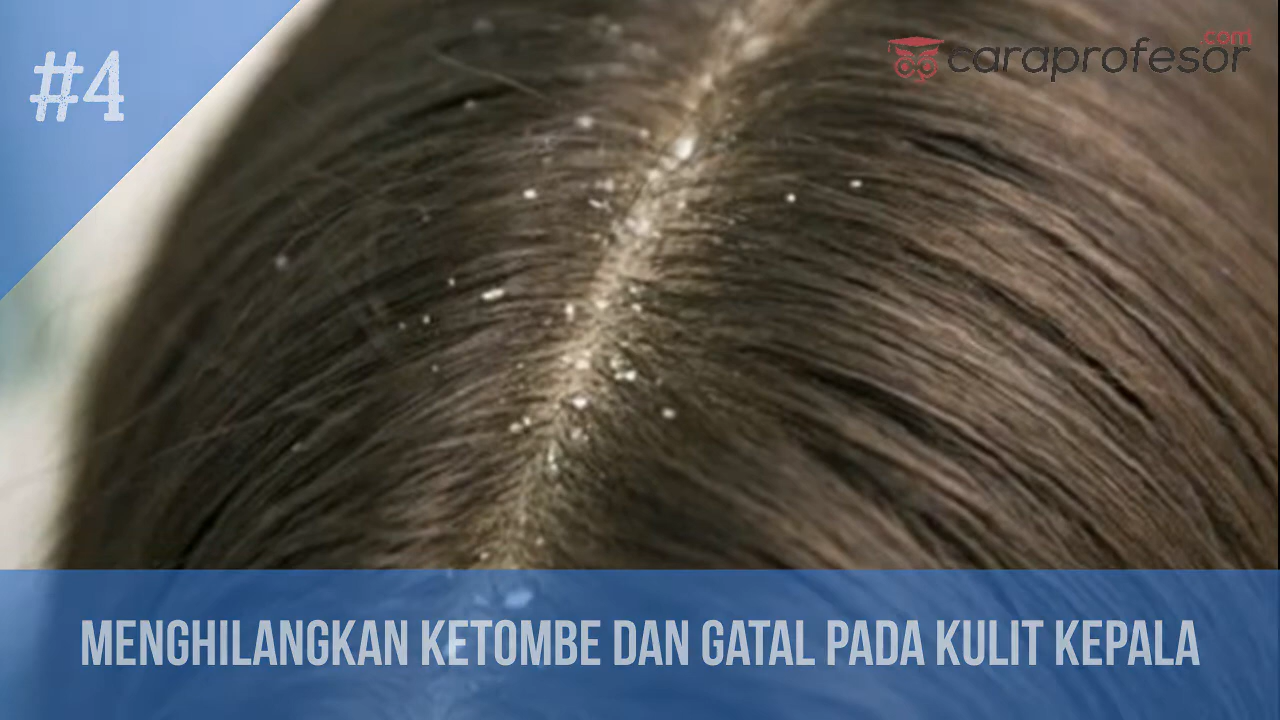 #4
caraprofesor.com
MENGHILANGKAN KETOMBE DAN GATAL PADA KULIT KEPALA